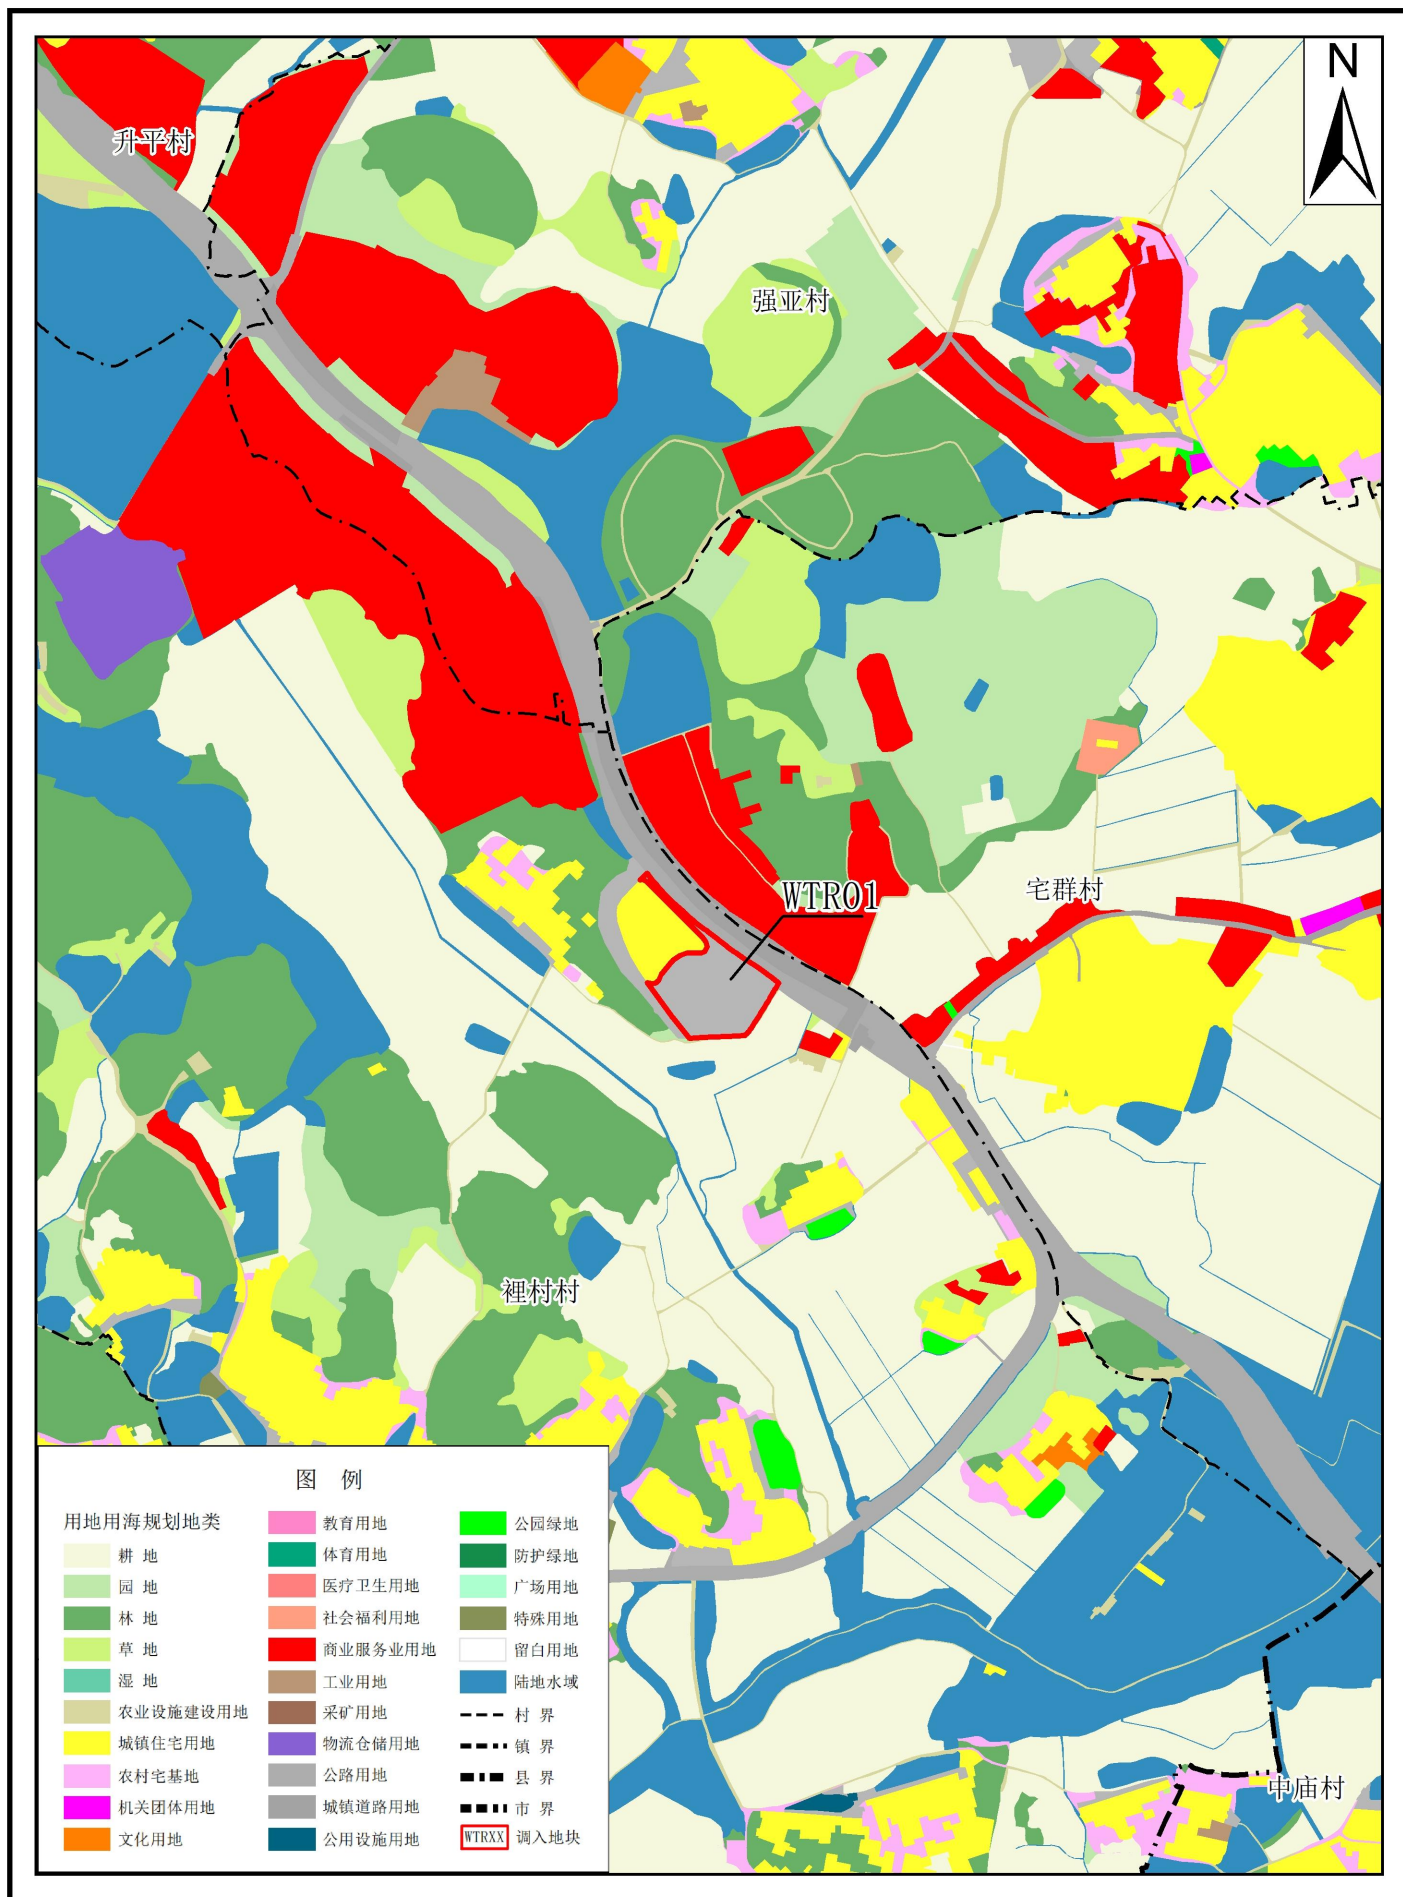 N
升平村
强亚村
WTR01
宅群村
裡村村
中庙村
图 例
用地用海规划地类
耕 地
园 地
林 地
草 地
湿 地
农业设施建设用地
城镇住宅用地
农村宅基地
机关团体用地
文化用地
教育用地
体育用地
医疗卫生用地
社会福利用地
商业服务业用地
工业用地
采矿用地
物流仓储用地
公路用地
城镇道路用地
公用设施用地
公园绿地
防护绿地
广场用地
特殊用地
留白用地
陆地水域
村 界
镇 界
县 界
市 界
WTRXX 调入地块